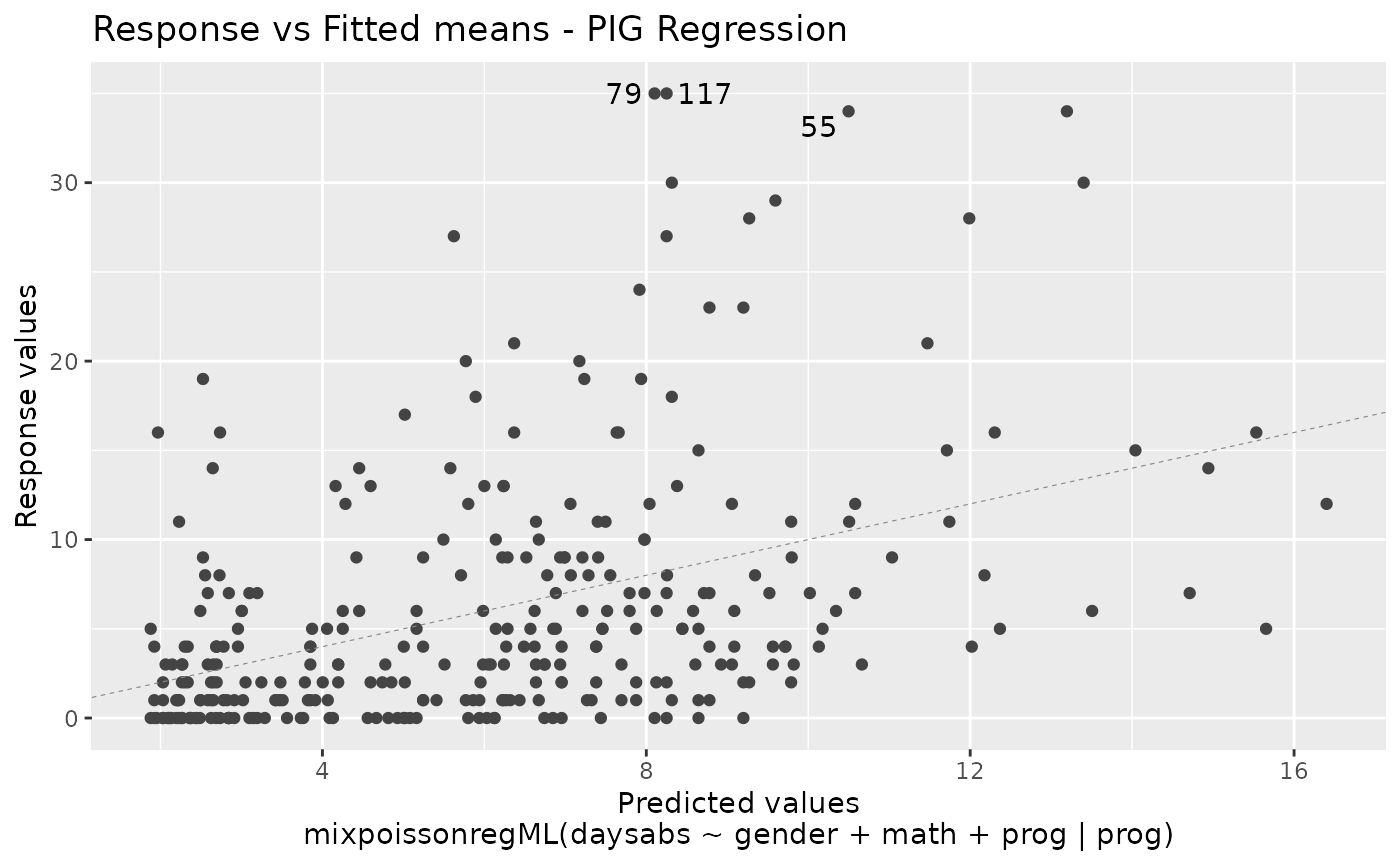 Response vs Fitted means - PIG Regression
79 117
55
30
20
10
0
Response values
4 8 12 16
Predicted values
mixpoissonregML(daysabs ~ gender + math + prog | prog)